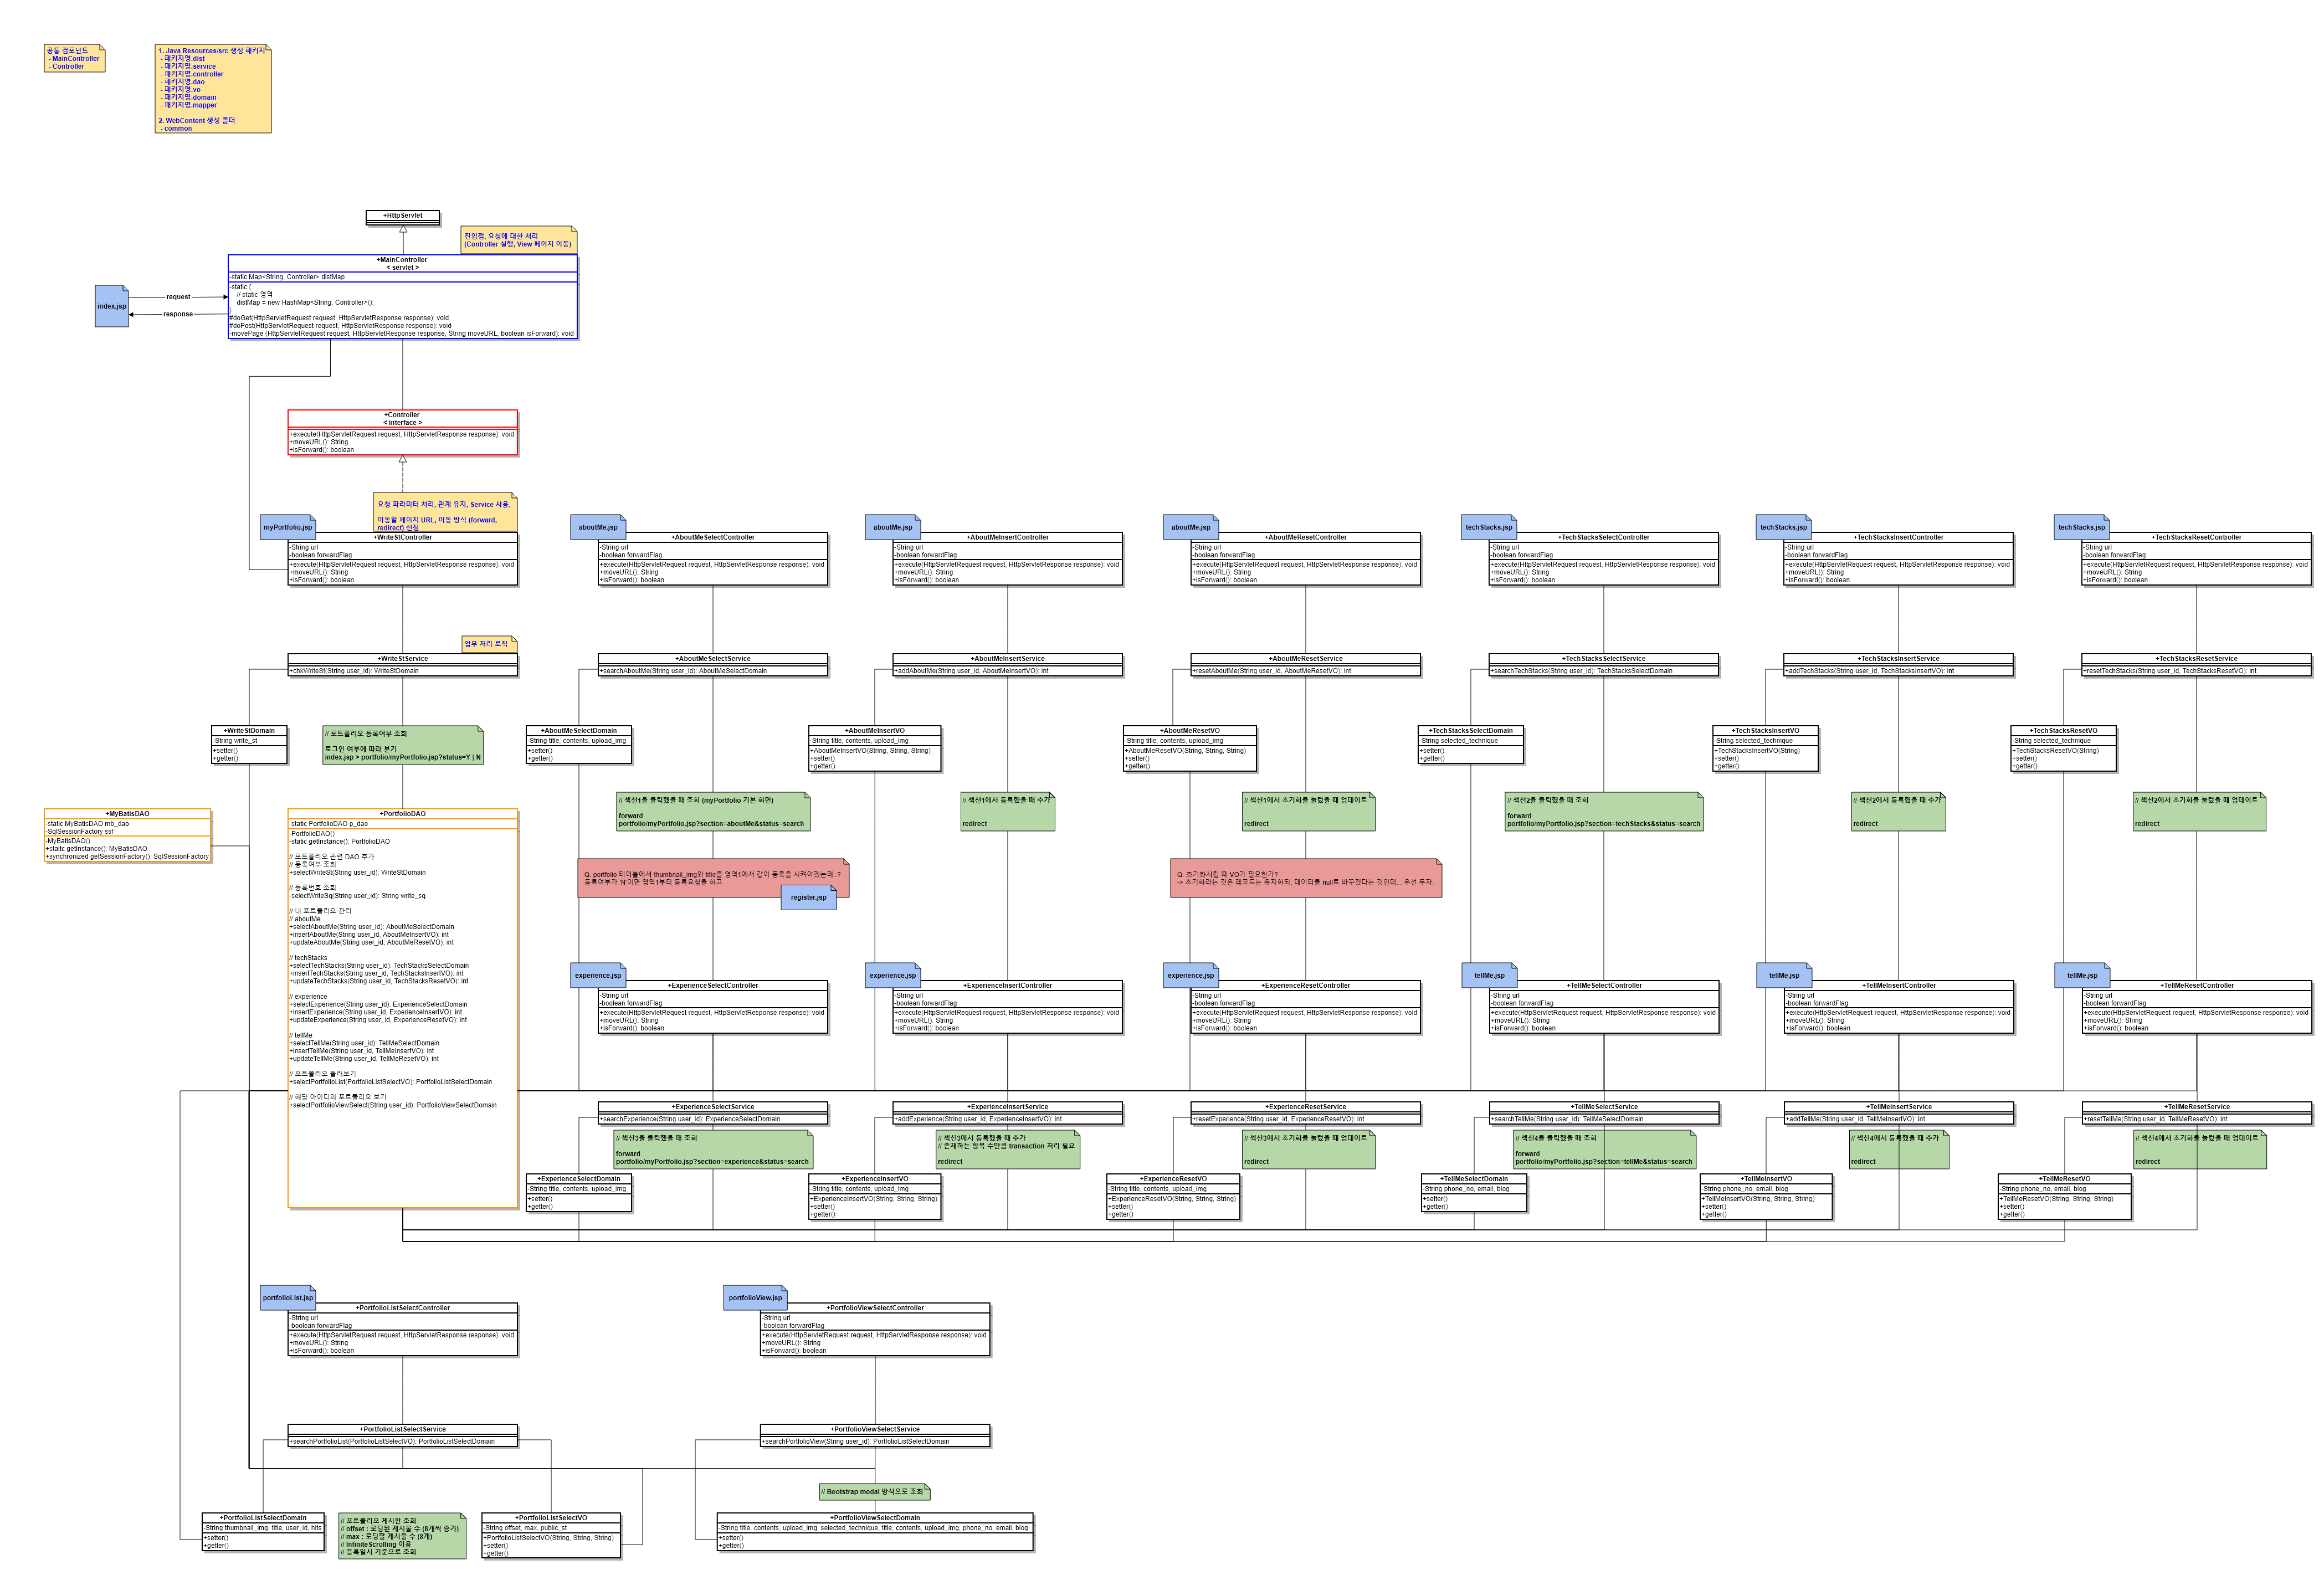 공통 컴포넌트
- MainController
- Controller
1. Java Resources/src 생성 패키지
- 패키지명.dist
- 패키지명.service
- 패키지명.controller
- 패키지명.dao
- 패키지명.vo
- 패키지명.domain
- 패키지명.mapper
2. WebContent 생성 폴더
- common
+HttpServlet
진입점, 요청에 대한 처리
(Controller 실행, View 페이지 이동)
+MainController
< servlet >
-static Map<String, Controller> distMap
-static {
// static 영역
distMap = new HashMap<String, Controller>();
}
#doGet(HttpServletRequest request, HttpServletResponse response): void
#doPost(HttpServletRequest request, HttpServletResponse response): void
-movePage (HttpServletRequest request, HttpServletResponse response, String moveURL, boolean isForward): void
index.jsp
request
response
+Controller
< interface >
+execute(HttpServletRequest request, HttpServletResponse response): void
+moveURL(): String
+isForward(): boolean
요청 파라미터 처리, 관계 유지, Service 사용,
이동할 페이지 URL, 이동 방식 (forward,
redirect) 선정
myPortfolio.jsp
+WriteStController
-String url
-boolean forwardFlag
+execute(HttpServletRequest request, HttpServletResponse response): void
+moveURL(): String
+isForward(): boolean
aboutMe.jsp
+AboutMeSelectController
-String url
-boolean forwardFlag
+execute(HttpServletRequest request, HttpServletResponse response): void
+moveURL(): String
+isForward(): boolean
aboutMe.jsp
+AboutMeInsertController
-String url
-boolean forwardFlag
+execute(HttpServletRequest request, HttpServletResponse response): void
+moveURL(): String
+isForward(): boolean
aboutMe.jsp
+AboutMeResetController
-String url
-boolean forwardFlag
+execute(HttpServletRequest request, HttpServletResponse response): void
+moveURL(): String
+isForward(): boolean
techStacks.jsp
+TechStacksSelectController
-String url
-boolean forwardFlag
+execute(HttpServletRequest request, HttpServletResponse response): void
+moveURL(): String
+isForward(): boolean
techStacks.jsp
+TechStacksInsertController
-String url
-boolean forwardFlag
+execute(HttpServletRequest request, HttpServletResponse response): void
+moveURL(): String
+isForward(): boolean
techStacks.jsp
+TechStacksResetController
-String url
-boolean forwardFlag
+execute(HttpServletRequest request, HttpServletResponse response): void
+moveURL(): String
+isForward(): boolean
업무 처리 로직
+WriteStService
+chkWriteSt(String user_id): WriteStDomain
+AboutMeSelectService
+searchAboutMe(String user_id): AboutMeSelectDomain
+AboutMeInsertService
+addAboutMe(String user_id, AboutMeInsertVO): int
+AboutMeResetService
+resetAboutMe(String user_id, AboutMeResetVO): int
+TechStacksSelectService
+searchTechStacks(String user_id): TechStacksSelectDomain
+TechStacksInsertService
+addTechStacks(String user_id, TechStacksInsertVO): int
+TechStacksResetService
+resetTechStacks(String user_id, TechStacksResetVO): int
+WriteStDomain
-String write_st
+setter()
+getter()
// 포트폴리오 등록여부 조회
로그인 여부에 따라 분기
index.jsp > portfolio/myPortfolio.jsp?status=Y | N
+AboutMeSelectDomain
-String title, contents, upload_img
+setter()
+getter()
+AboutMeInsertVO
-String title, contents, upload_img
+AboutMeInsertVO(String, String, String)
+setter()
+getter()
+AboutMeResetVO
-String title, contents, upload_img
+AboutMeResetVO(String, String, String)
+setter()
+getter()
+TechStacksSelectDomain
-String selected_technique
+setter()
+getter()
+TechStacksInsertVO
-String selected_technique
+TechStacksInsertVO(String)
+setter()
+getter()
+TechStacksResetVO
-String selected_technique
+TechStacksResetVO(String)
+setter()
+getter()
// 섹션1을 클릭했을 때 조회 (myPortfolio 기본 화면)
forward
portfolio/myPortfolio.jsp?section=aboutMe&status=search
// 섹션1에서 등록했을 때 추가
redirect
// 섹션1에서 초기화를 눌렀을 때 업데이트
redirect
// 섹션2를 클릭했을 때 조회
forward
portfolio/myPortfolio.jsp?section=techStacks&status=search
// 섹션2에서 등록했을 때 추가
redirect
// 섹션2에서 초기화를 눌렀을 때 업데이트
redirect
+MyBatisDAO
-static MyBatisDAO mb_dao
-SqlSessionFactory ssf
-MyBatisDAO()
+staitc getInstance(): MyBatisDAO
+synchronized getSessionFactory(): SqlSessionFactory
+PortfolioDAO
-static PortfolioDAO p_dao
-PortfolioDAO()
-static getInstance(): PortfolioDAO
// 포트폴리오 관련 DAO 추가
// 등록여부 조회
+selectWriteSt(String user_id): WriteStDomain
// 등록번호 조회
-selectWriteSq(String user_id): String write_sq
// 내 포트폴리오 관리
// aboutMe
+selectAboutMe(String user_id): AboutMeSelectDomain
+insertAboutMe(String user_id, AboutMeInsertVO): int
+updateAboutMe(String user_id, AboutMeResetVO): int
// techStacks
+selectTechStacks(String user_id): TechStacksSelectDomain
+insertTechStacks(String user_id, TechStacksInsertVO): int
+updateTechStacks(String user_id, TechStacksResetVO): int
// experience
+selectExperience(String user_id): ExperienceSelectDomain
+insertExperience(String user_id, ExperienceInsertVO): int
+updateExperience(String user_id, ExperienceResetVO): int
// tellMe
+selectTellMe(String user_id): TellMeSelectDomain
+insertTellMe(String user_id, TellMeInsertVO): int
+updateTellMe(String user_id, TellMeResetVO): int
// 포트폴리오 둘러보기
+selectPortfolioList(PortfolioListSelectVO): PortfolioListSelectDomain
// 해당 아이디의 포트폴리오 보기
+selectPortfolioViewSelect(String user_id): PortfolioViewSelectDomain
Q. portfolio 테이블에서 thumbnail_img와 title을 영역1에서 같이 등록을 시켜야겠는데..?
등록여부가 'N'이면 영역1부터 등록요청을 하고
register.jsp
Q. 초기화시킬 때 VO가 필요한가?
-> 초기화라는 것은 레코드는 유지하되, 데이터를 null로 바꾸겠다는 것인데... 우선 두자.
experience.jsp
+ExperienceSelectController
-String url
-boolean forwardFlag
+execute(HttpServletRequest request, HttpServletResponse response): void
+moveURL(): String
+isForward(): boolean
experience.jsp
+ExperienceInsertController
-String url
-boolean forwardFlag
+execute(HttpServletRequest request, HttpServletResponse response): void
+moveURL(): String
+isForward(): boolean
experience.jsp
+ExperienceResetController
-String url
-boolean forwardFlag
+execute(HttpServletRequest request, HttpServletResponse response): void
+moveURL(): String
+isForward(): boolean
tellMe.jsp
+TellMeSelectController
-String url
-boolean forwardFlag
+execute(HttpServletRequest request, HttpServletResponse response): void
+moveURL(): String
+isForward(): boolean
tellMe.jsp
+TellMeInsertController
-String url
-boolean forwardFlag
+execute(HttpServletRequest request, HttpServletResponse response): void
+moveURL(): String
+isForward(): boolean
tellMe.jsp
+TellMeResetController
-String url
-boolean forwardFlag
+execute(HttpServletRequest request, HttpServletResponse response): void
+moveURL(): String
+isForward(): boolean
+ExperienceSelectService
+searchExperience(String user_id): ExperienceSelectDomain
+ExperienceInsertService
+addExperience(String user_id, ExperienceInsertVO): int
+ExperienceResetService
+resetExperience(String user_id, ExperienceResetVO): int
+TellMeSelectService
+searchTellMe(String user_id): TellMeSelectDomain
+TellMeInsertService
+addTellMe(String user_id, TellMeInsertVO): int
+TellMeResetService
+resetTellMe(String user_id, TellMeResetVO): int
// 섹션3을 클릭했을 때 조회
forward
portfolio/myPortfolio.jsp?section=experience&status=search
// 섹션3에서 등록했을 때 추가
// 존재하는 항목 수만큼 transaction 처리 필요
redirect
// 섹션3에서 초기화를 눌렀을 때 업데이트
redirect
// 섹션4를 클릭했을 때 조회
forward
portfolio/myPortfolio.jsp?section=tellMe&status=search
// 섹션4에서 등록했을 때 추가
redirect
// 섹션4에서 초기화를 눌렀을 때 업데이트
redirect
+ExperienceSelectDomain
-String title, contents, upload_img
+setter()
+getter()
+ExperienceInsertVO
-String title, contents, upload_img
+ExperienceInsertVO(String, String, String)
+setter()
+getter()
+ExperienceResetVO
-String title, contents, upload_img
+ExperienceResetVO(String, String, String)
+setter()
+getter()
+TellMeSelectDomain
-String phone_no, email, blog
+setter()
+getter()
+TellMeInsertVO
-String phone_no, email, blog
+TellMeInsertVO(String, String, String)
+setter()
+getter()
+TellMeResetVO
-String phone_no, email, blog
+TellMeResetVO(String, String, String)
+setter()
+getter()
portfolioList.jsp
+PortfolioListSelectController
-String url
-boolean forwardFlag
+execute(HttpServletRequest request, HttpServletResponse response): void
+moveURL(): String
+isForward(): boolean
portfolioView.jsp
+PortfolioViewSelectController
-String url
-boolean forwardFlag
+execute(HttpServletRequest request, HttpServletResponse response): void
+moveURL(): String
+isForward(): boolean
+PortfolioListSelectService
+searchPortfolioList(PortfolioListSelectVO): PortfolioListSelectDomain
+PortfolioViewSelectService
+searchPortfolioView(String user_id): PortfolioListSelectDomain
// Bootstrap modal 방식으로 조회
+PortfolioListSelectDomain
-String thumbnail_img, title, user_id, hits
+setter()
+getter()
// 포트폴리오 게시판 조회
// offset : 로딩된 게시물 수 (8개씩 증가)
// max : 로딩할 게시물 수 (8개)
// InfiniteScrolling 이용
// 등록일시 기준으로 조회
+PortfolioListSelectVO
-String offset, max, public_st
+PortfolioListSelectVO(String, String, String)
+setter()
+getter()
+PortfolioViewSelectDomain
-String title, contents, upload_img, selected_technique, title, contents, upload_img, phone_no, email, blog
+setter()
+getter()